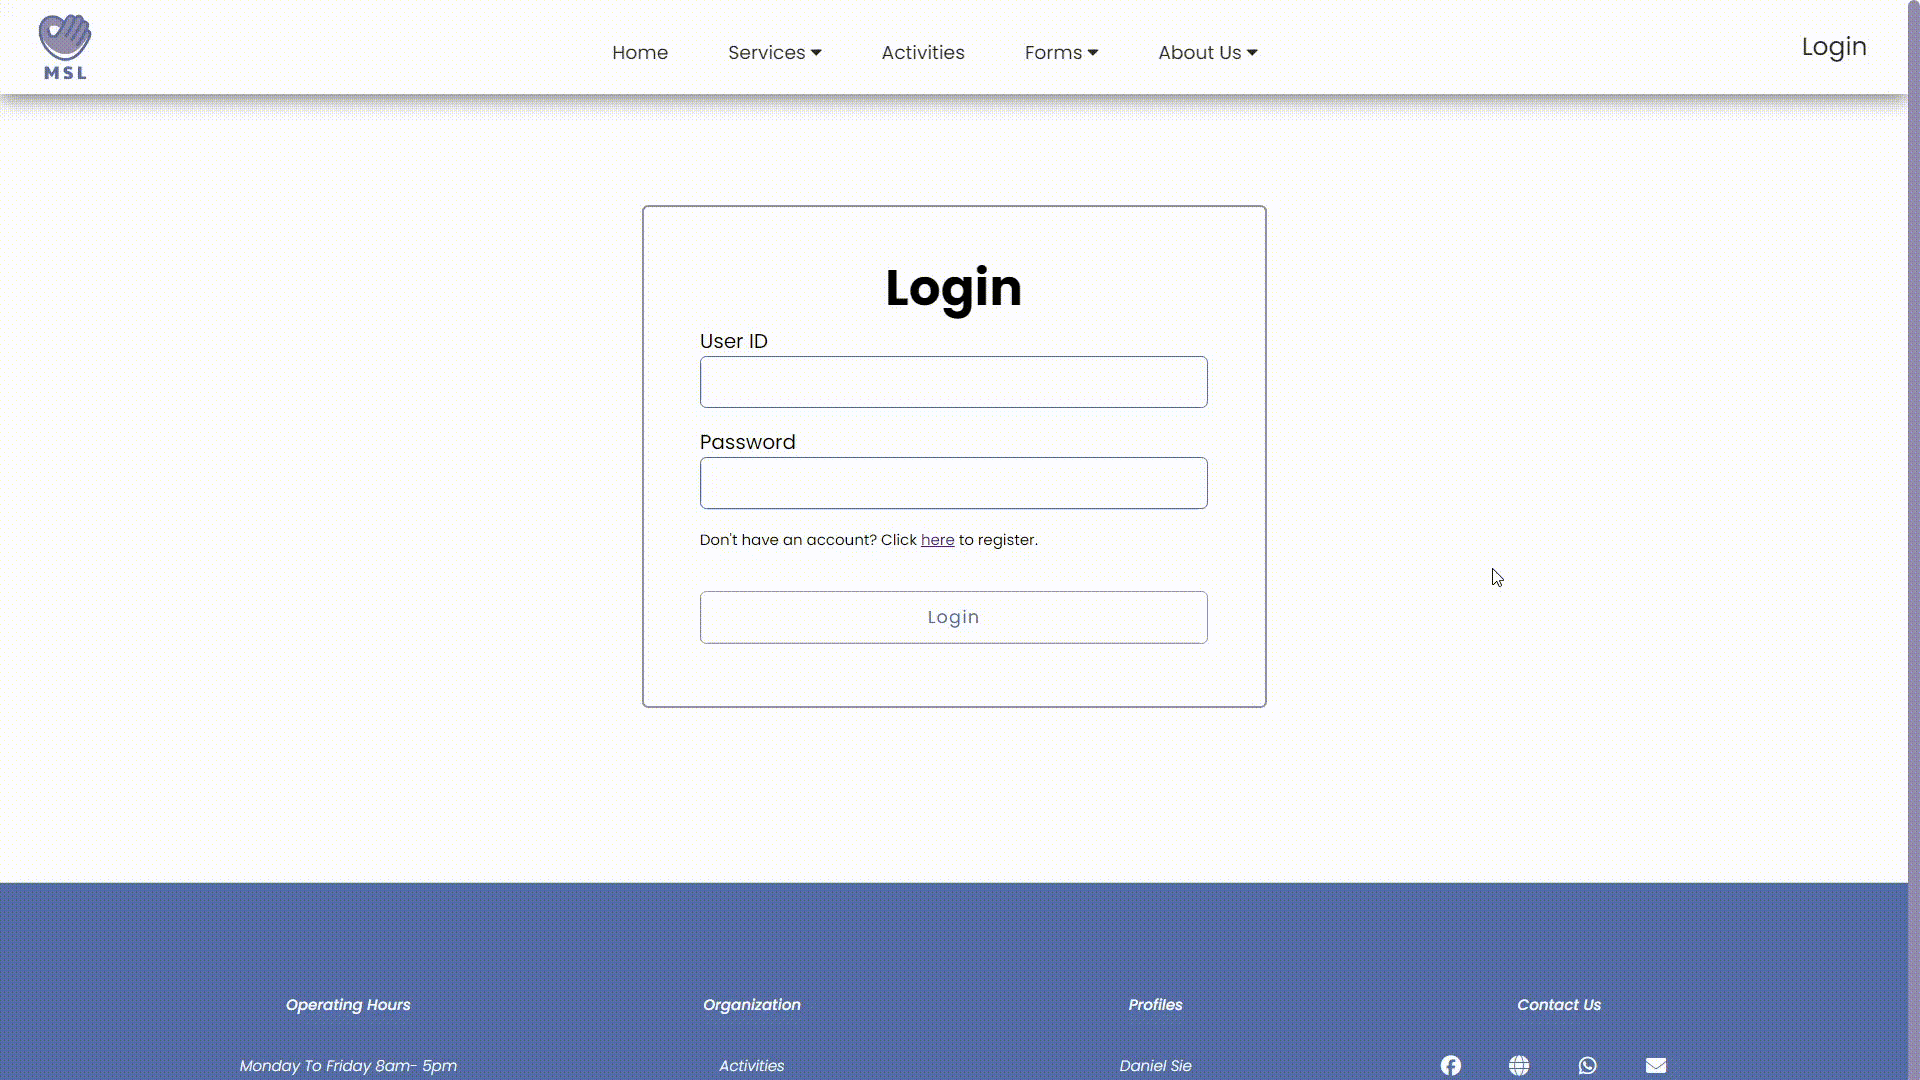 MSL
Home
Services
Activities
Forms
About Us
Login
Login
User ID
Password
Don't have an account? Click here to register.
Login
Operating Hours
Organization
Profiles
Contact Us
Monday To Friday 8am- 5pm
Activities
Daniel Sie